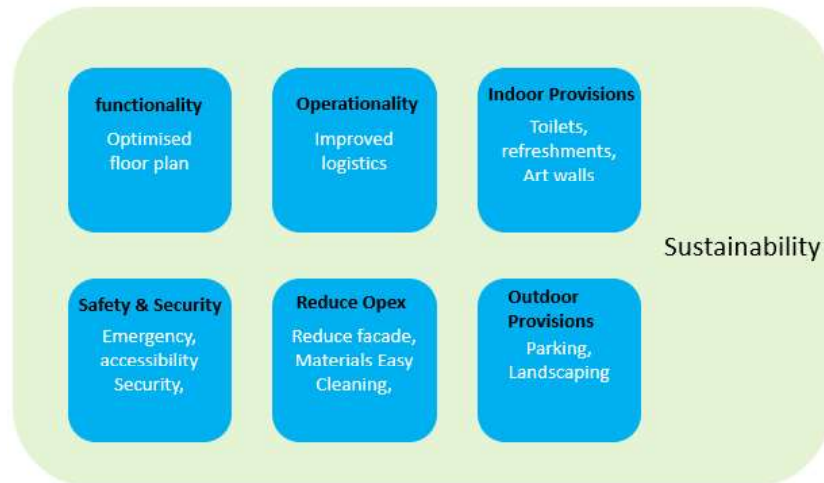 functionality
Optimised
floor plan
Operationality
Improved
logistics
Indoor Provisions
Toilets,
refreshments,
Art walls
Sustainability
Safety & Security
Emergency,
accessibility
Security,
Reduce Opex
Reduce facade,
Materials Easy
Cleaning,
Outdoor
Provisions
Parking,
Landscaping